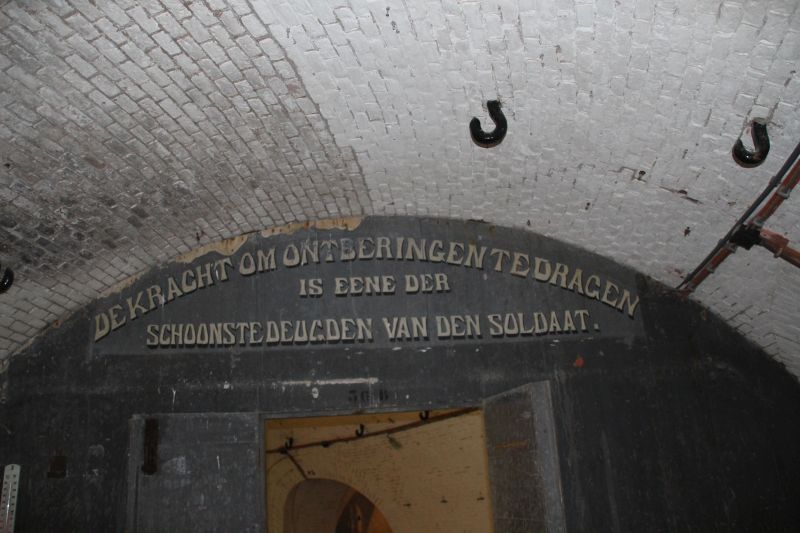 DE KRACHT OM ONTBERINGEN TE DRAGEN
IS EENE DER
SCHOONSTE DEUGDEN VAN DEN SOLDAAT.